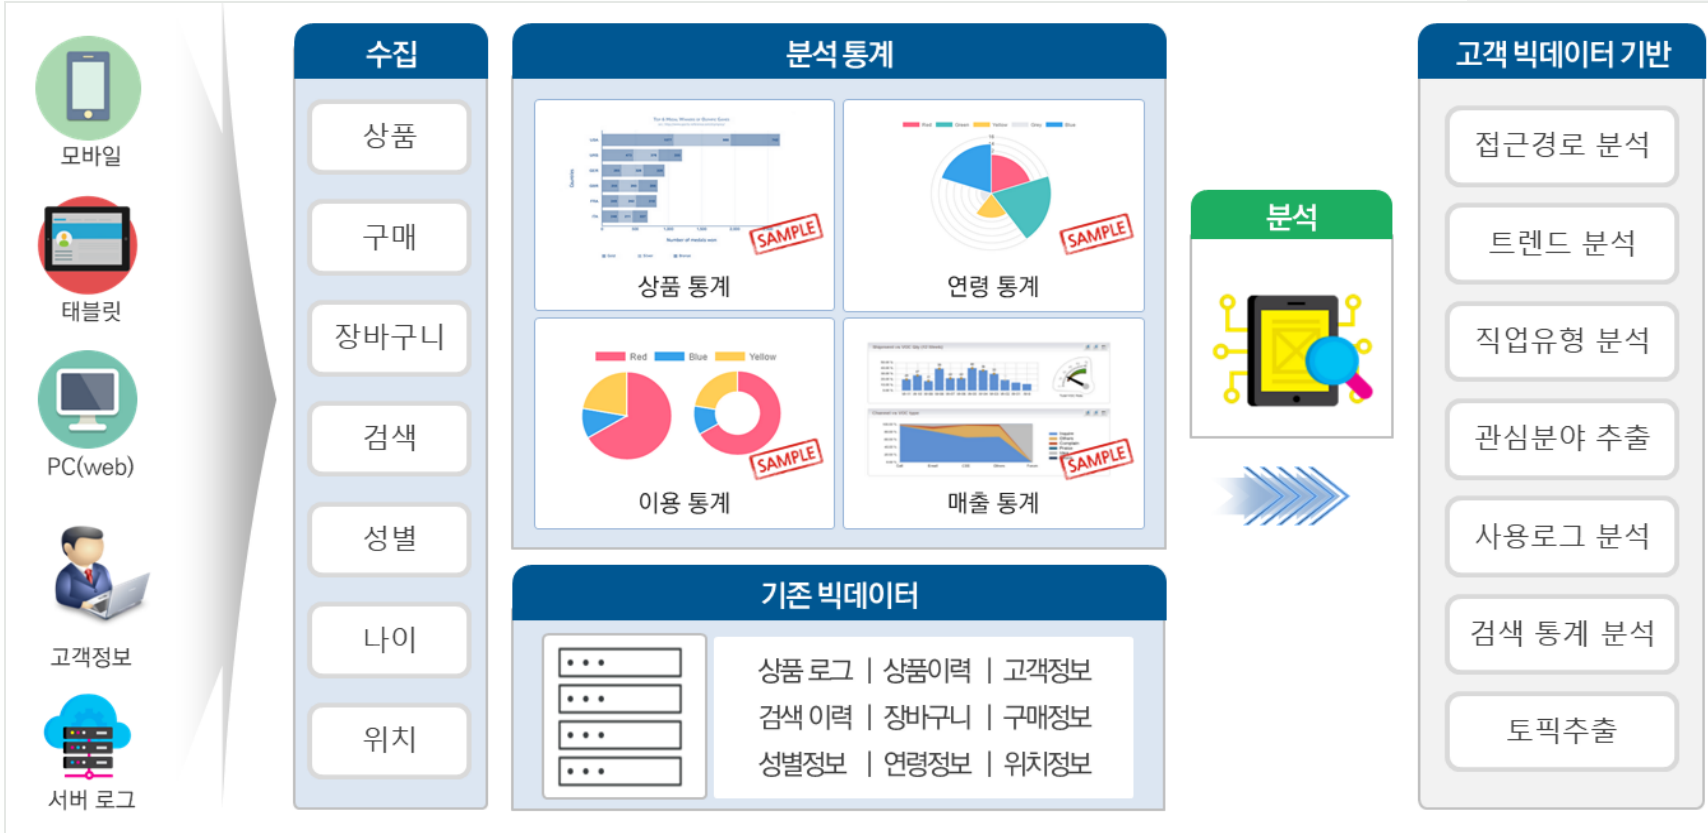 모바일
태블릿
PC(web)
고객정보
서버 로그
수집
상품
구매
장바구니
검색
성별
나이
위치
분석 통계
Number of medals won
SAMPLE
상품 통계
Red Green Yellow Grey Blue
SAMPLE
연령 통계
Red Blue Yellow
SAMPLE
이용 통계
SAMPLE
매출 통계
기존 빅데이터
상품 로그 | 상품이력 | 고객정보
검색 이력 | 장바구니 | 구매정보
성별정보 | 연령정보 | 위치정보
분석
고객 빅데이터 기반
접근경로 분석
트렌드 분석
직업유형 분석
관심분야 추출
사용로그 분석
검색 통계 분석
토픽추출